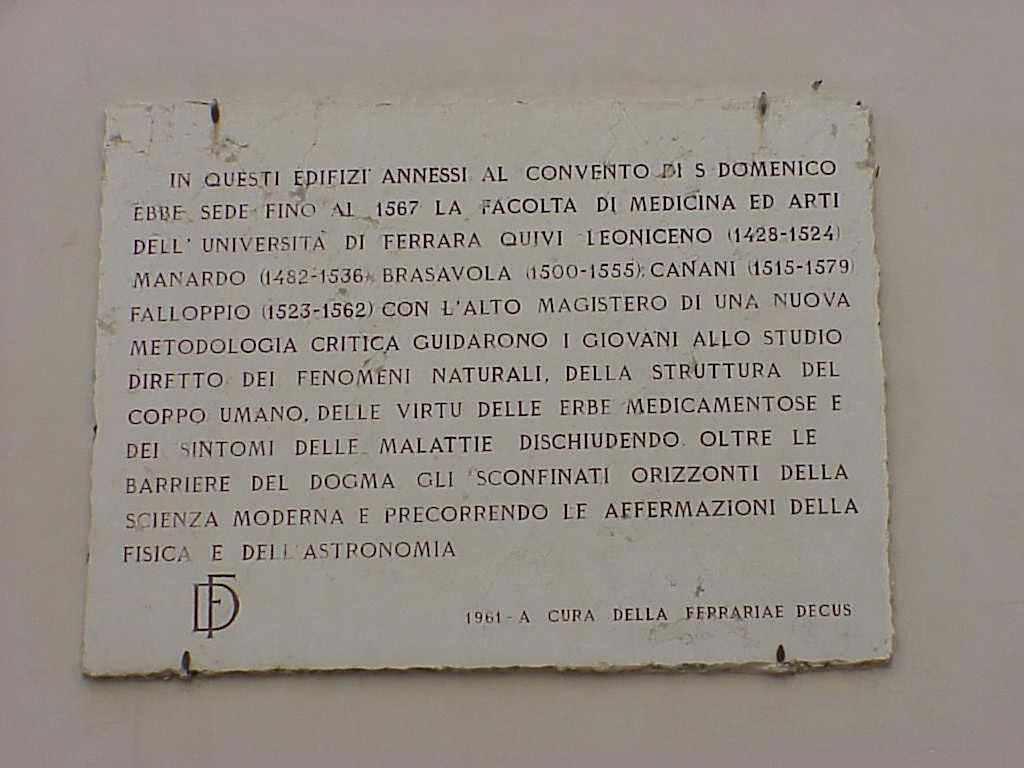 IN QUESTI EDIFIZI ANNESSI AL CONVENTO DI S DOMENICO
EBBE SEDE FINO AL 1567 LA FACOLTA DI MEDICINA ED ARTI
DELL'UNIVERSITÀ DI FERRARA QUIVI LEONICENO (1428-1524)
MANARDO (1482-1536), BRASAVOLA (1500-1555), CANANI (1515-1579)
FALLOPPIO (1523-1562) CON L'ALTO MAGISTERO DI UNA NUOVA
METODOLOGIA CRITICA GUIDARONO I GIOVANI ALLO STUDIO
DIRETTO DEI FENOMENI NATURALI, DELLA STRUTTURA DEL
CORPO UMANO, DELLE VIRTU DELLE ERBE MEDICAMENTOSE E
DEI SINTOMI DELLE MALATTIE DISCHIUDENDO OLTRE LE
BARRIERE DEL DOGMA GLI SCONFINATI ORIZZONTI DELLA
SCIENZA MODERNA E PRECORRENDO LE AFFERMAZIONI DELLA
FISICA E DELL'ASTRONOMIA
DF
1961 - A CURA DELLA FERRARIAE DECUS